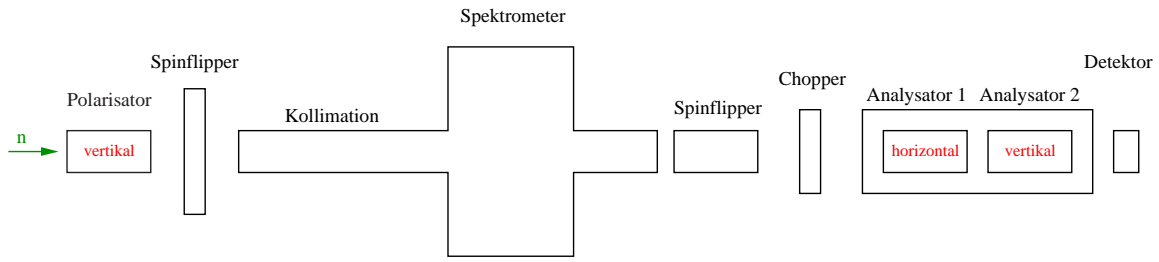 Spektrometer
Spinflipper
Detektor
Chopper
Polarisator
Analysator 1
Analysator 2
Spinflipper
Kollimation
n
vertikal
horizontal
vertikal